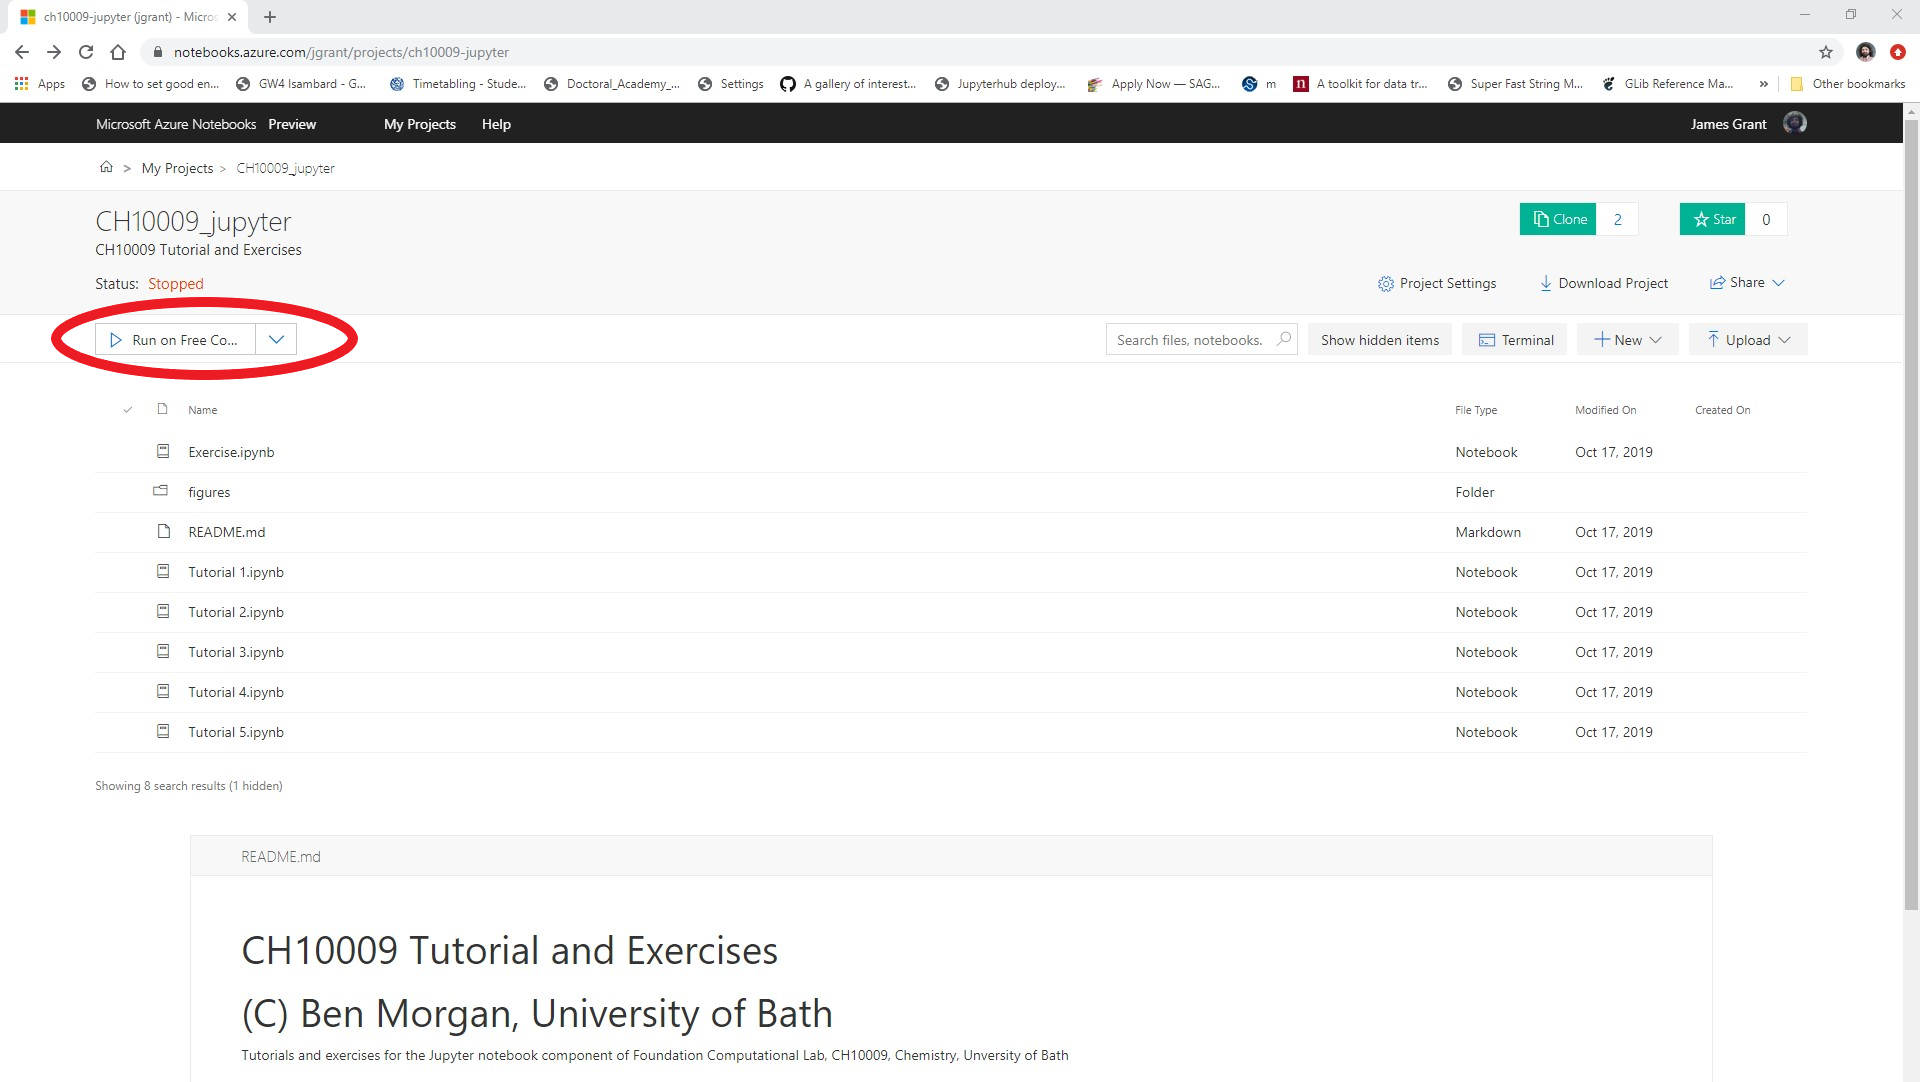 ch10009-jupyter (jgrant) - Micros
notebooks.azure.com/jgrant/projects/ch10009-jupyter
Apps How to set good en... GW4 Isambard - G... Timetabling - Stude... Doctoral_Academy_... Settings A gallery of interest... Jupyterhub deploy... Apply Now — SAG... m A toolkit for data tr... Super Fast String M... GLib Reference Ma... » Other bookmarks
Microsoft Azure Notebooks Preview My Projects Help James Grant
> My Projects > CH10009_jupyter
CH10009_jupyter
Clone 2 Star 0
CH10009 Tutorial and Exercises
Status: Stopped
Project Settings Download Project Share
Run on Free Co... Search files, notebooks. Show hidden items Terminal New Upload
Name File Type Modified On Created On
Exercise.ipynb Notebook Oct 17, 2019
figures Folder
README.md Markdown Oct 17, 2019
Tutorial 1.ipynb Notebook Oct 17, 2019
Tutorial 2.ipynb Notebook Oct 17, 2019
Tutorial 3.ipynb Notebook Oct 17, 2019
Tutorial 4.ipynb Notebook Oct 17, 2019
Tutorial 5.ipynb Notebook Oct 17, 2019
Showing 8 search results (1 hidden)
README.md
CH10009 Tutorial and Exercises
(C) Ben Morgan, University of Bath
Tutorials and exercises for the Jupyter notebook component of Foundation Computational Lab, CH10009, Chemistry, Unversity of Bath